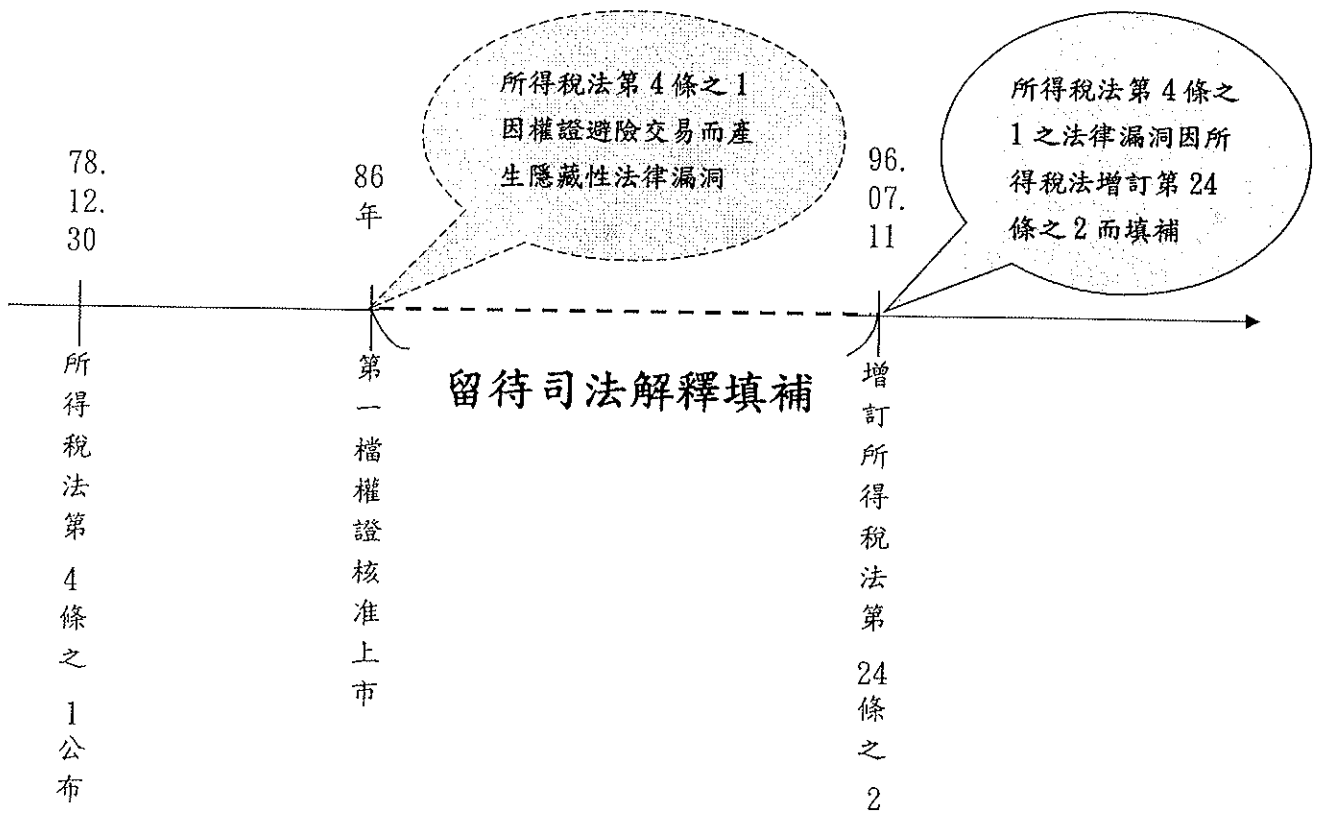 所得稅法第 4 條之 1
因權證避險交易而產
生隱藏性法律漏洞
所得稅法第 4 條之
1 之法律漏洞因所
得稅法增訂第 24
條之 2 而填補
78.
12.
30
86
年
96.
07.
11
所得稅法第 4 條之 1 公布
第一檔權證核准上市
留待司法解釋填補
增訂所得稅法第 24 條之 2